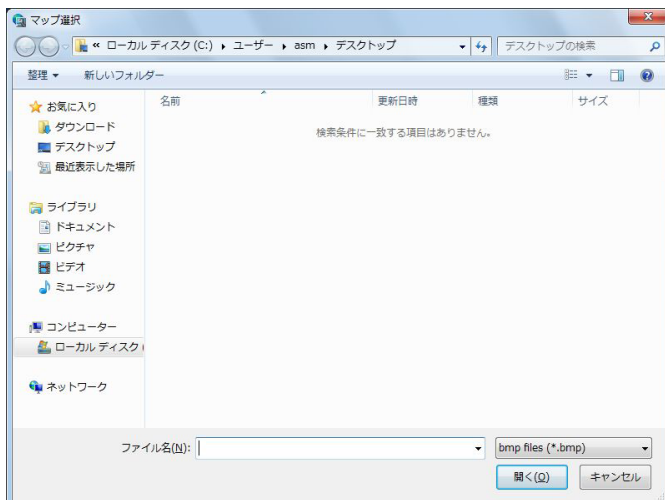 マップ選択
« ローカル ディスク (C:) ▸ ユーザー ▸ asm ▸ デスクトップ
デスクトップの検索
整理 ▾ 新しいフォルダー
名前 更新日時 種類 サイズ
検索条件に一致する項目はありません。
お気に入り
ダウンロード
デスクトップ
最近表示した場所
ライブラリ
ドキュメント
ピクチャ
ビデオ
ミュージック
コンピューター
ローカル ディスク (
ネットワーク
ファイル名(N):
bmp files (*.bmp)
開く(O) キャンセル